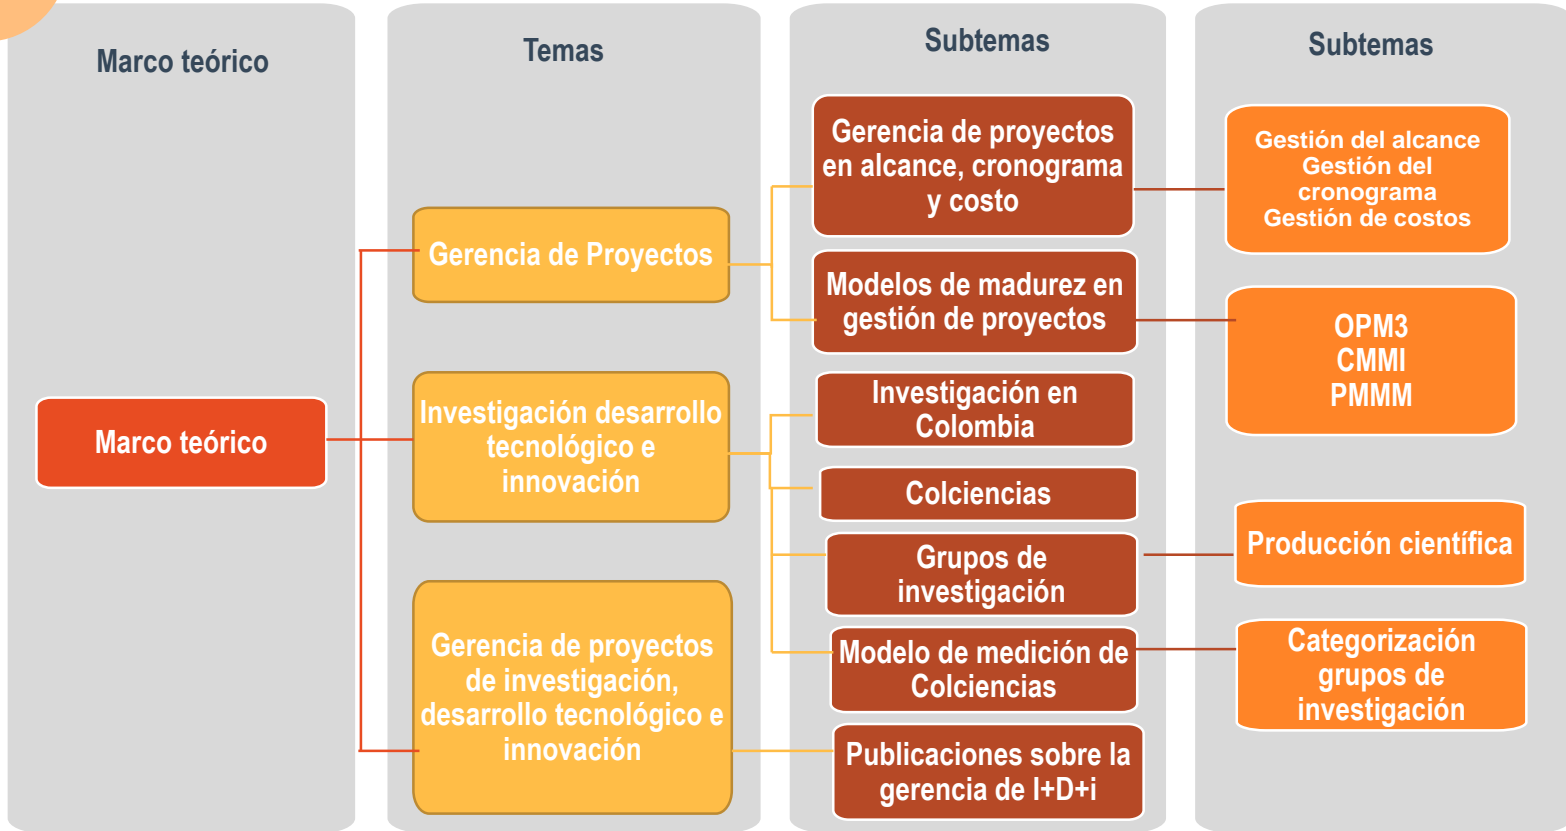 Marco teórico
Temas
Subtemas
Subtemas
Marco teórico
Gerencia de Proyectos
Investigación desarrollo
tecnológico e
innovación
Gerencia de proyectos
de investigación,
desarrollo tecnológico e
innovación
Gerencia de proyectos
en alcance, cronograma
y costo
Modelos de madurez en
gestión de proyectos
Investigación en
Colombia
Colciencias
Grupos de
investigación
Modelo de medición de
Colciencias
Publicaciones sobre la
gerencia de I+D+i
Gestión del alcance
Gestión del
cronograma
Gestión de costos
OPM3
CMMI
PMMM
Producción científica
Categorización
grupos de
investigación